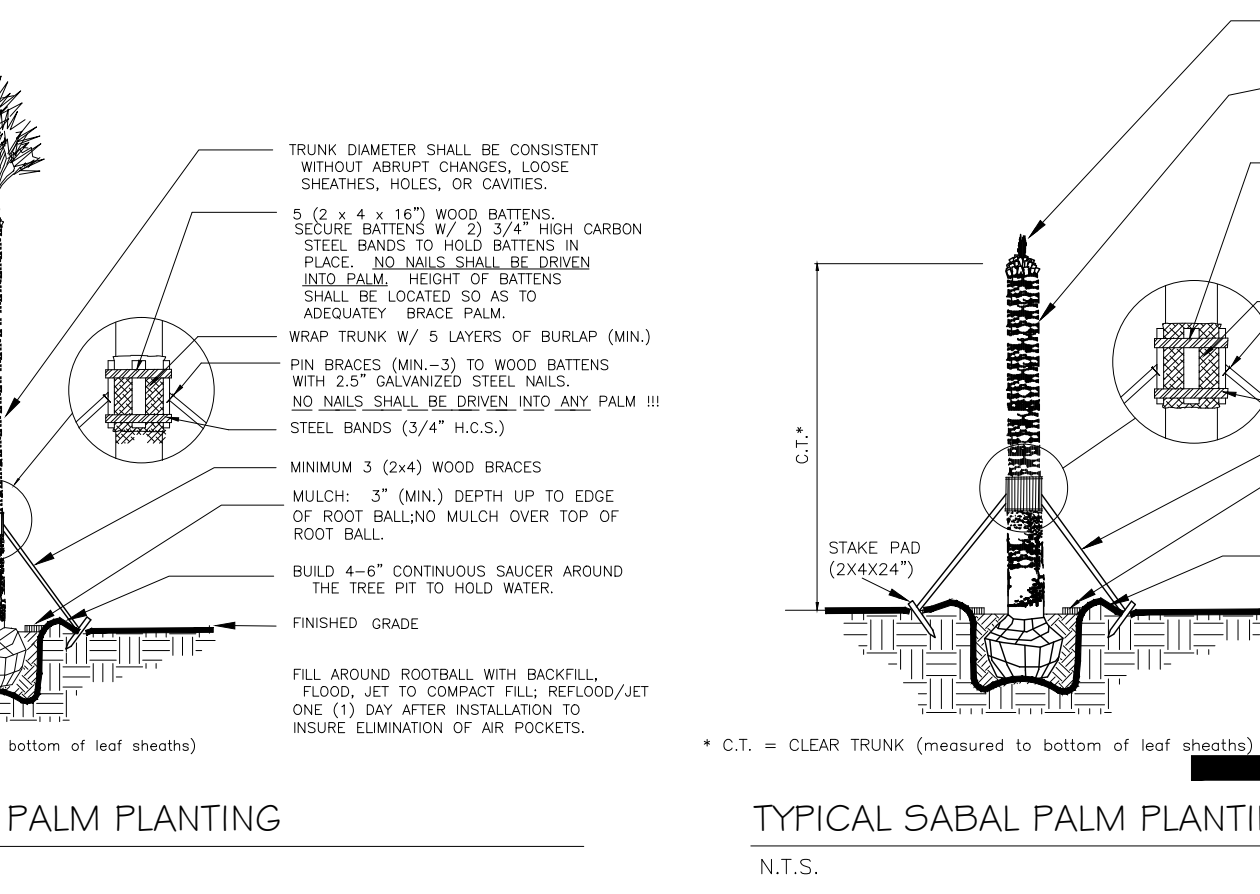 TRUNK DIAMETER SHALL BE CONSISTENT
WITHOUT ABRUPT CHANGES, LOOSE
SHEATHES, HOLES, OR CAVITIES.
5 (2 x 4 x 16") WOOD BATTENS.
SECURE BATTENS W/ 2) 3/4" HIGH CARBON
STEEL BANDS TO HOLD BATTENS IN
PLACE. NO NAILS SHALL BE DRIVEN
INTO PALM. HEIGHT OF BATTENS
SHALL BE LOCATED SO AS TO
ADEQUATEY BRACE PALM.
WRAP TRUNK W/ 5 LAYERS OF BURLAP (MIN.)
PIN BRACES (MIN.-3) TO WOOD BATTENS
WITH 2.5" GALVANIZED STEEL NAILS.
NO NAILS SHALL BE DRIVEN INTO ANY PALM !!!
STEEL BANDS (3/4" H.C.S.)
MINIMUM 3 (2x4) WOOD BRACES
MULCH: 3" (MIN.) DEPTH UP TO EDGE
OF ROOT BALL;NO MULCH OVER TOP OF
ROOT BALL.
BUILD 4-6" CONTINUOUS SAUCER AROUND
THE TREE PIT TO HOLD WATER.
FINISHED GRADE
FILL AROUND ROOTBALL WITH BACKFILL,
FLOOD, JET TO COMPACT FILL; REFLOOD/JET
ONE (1) DAY AFTER INSTALLATION TO
INSURE ELIMINATION OF AIR POCKETS.
bottom of leaf sheaths)
PALM PLANTING
C.T.*
STAKE PAD
(2X4X24")
* C.T. = CLEAR TRUNK (measured to bottom of leaf sheaths)
TYPICAL SABAL PALM PLANTI
N.T.S.